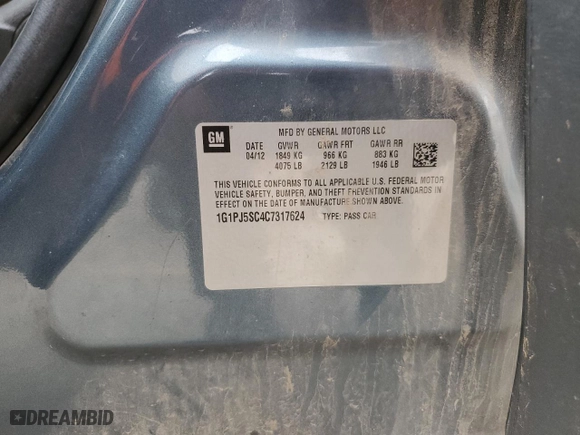 GM
MFD BY GENERAL MOTORS LLC
DATE GVWR GAWR FRT GAWR RR
04/12 1849 KG 966 KG 883 KG
4075 LB 2129 LB 1946 LB
THIS VEHICLE CONFORMS TO ALL APPLICABLE U.S. FEDERAL MOTOR
VEHICLE SAFETY, BUMPER, AND THEFT PREVENTION STANDARDS IN
EFFECT ON THE DATE OF MANUFACTURE SHOWN ABOVE.
1G1PJ5SC4C7317624 TYPE: PASS CAR
DREAMBID